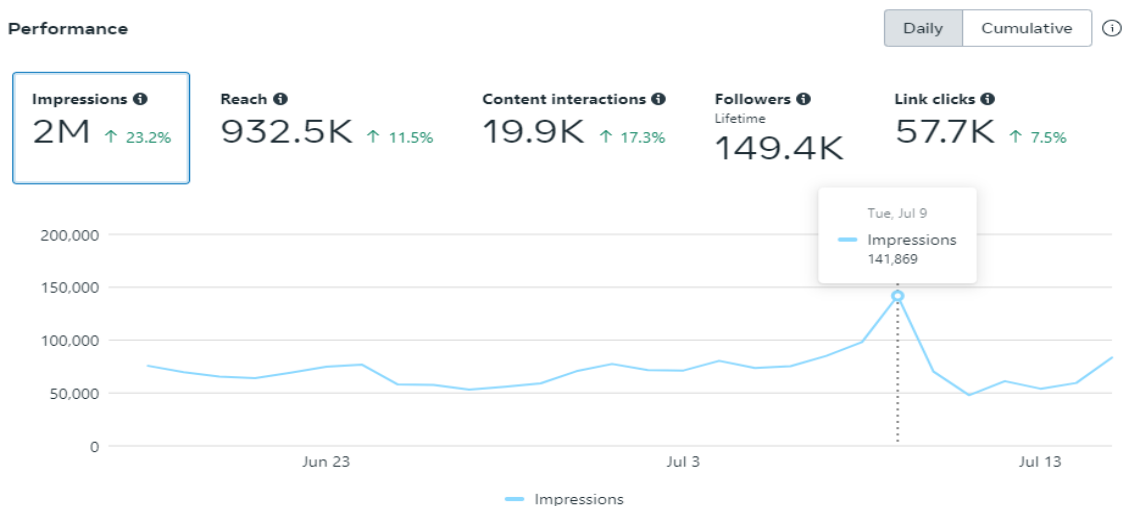 Performance
Daily Cumulative
Impressions
2M ↑ 23.2%
Reach
932.5K ↑ 11.5%
Content interactions
19.9K ↑ 17.3%
Followers
Lifetime
149.4K
Link clicks
57.7K ↑ 7.5%
Tue, Jul 9
Impressions
141,869
200,000
150,000
100,000
50,000
0
Jun 23 Jul 3 Jul 13
Impressions